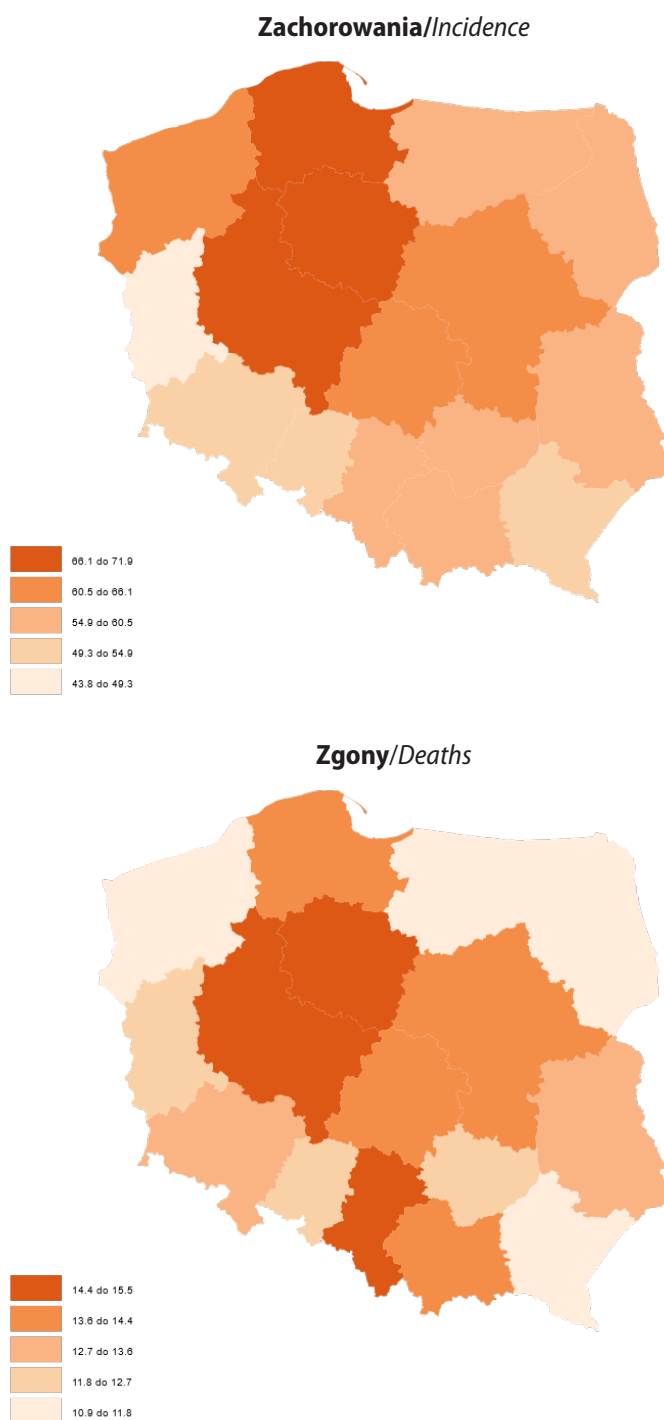 Zachorowania/Incidence
66.1 do 71.9
60.5 do 66.1
54.9 do 60.5
49.3 do 54.9
43.8 do 49.3
Zgony/Deaths
14.4 do 15.5
13.6 do 14.4
12.7 do 13.6
11.8 do 12.7
10.9 do 11.8